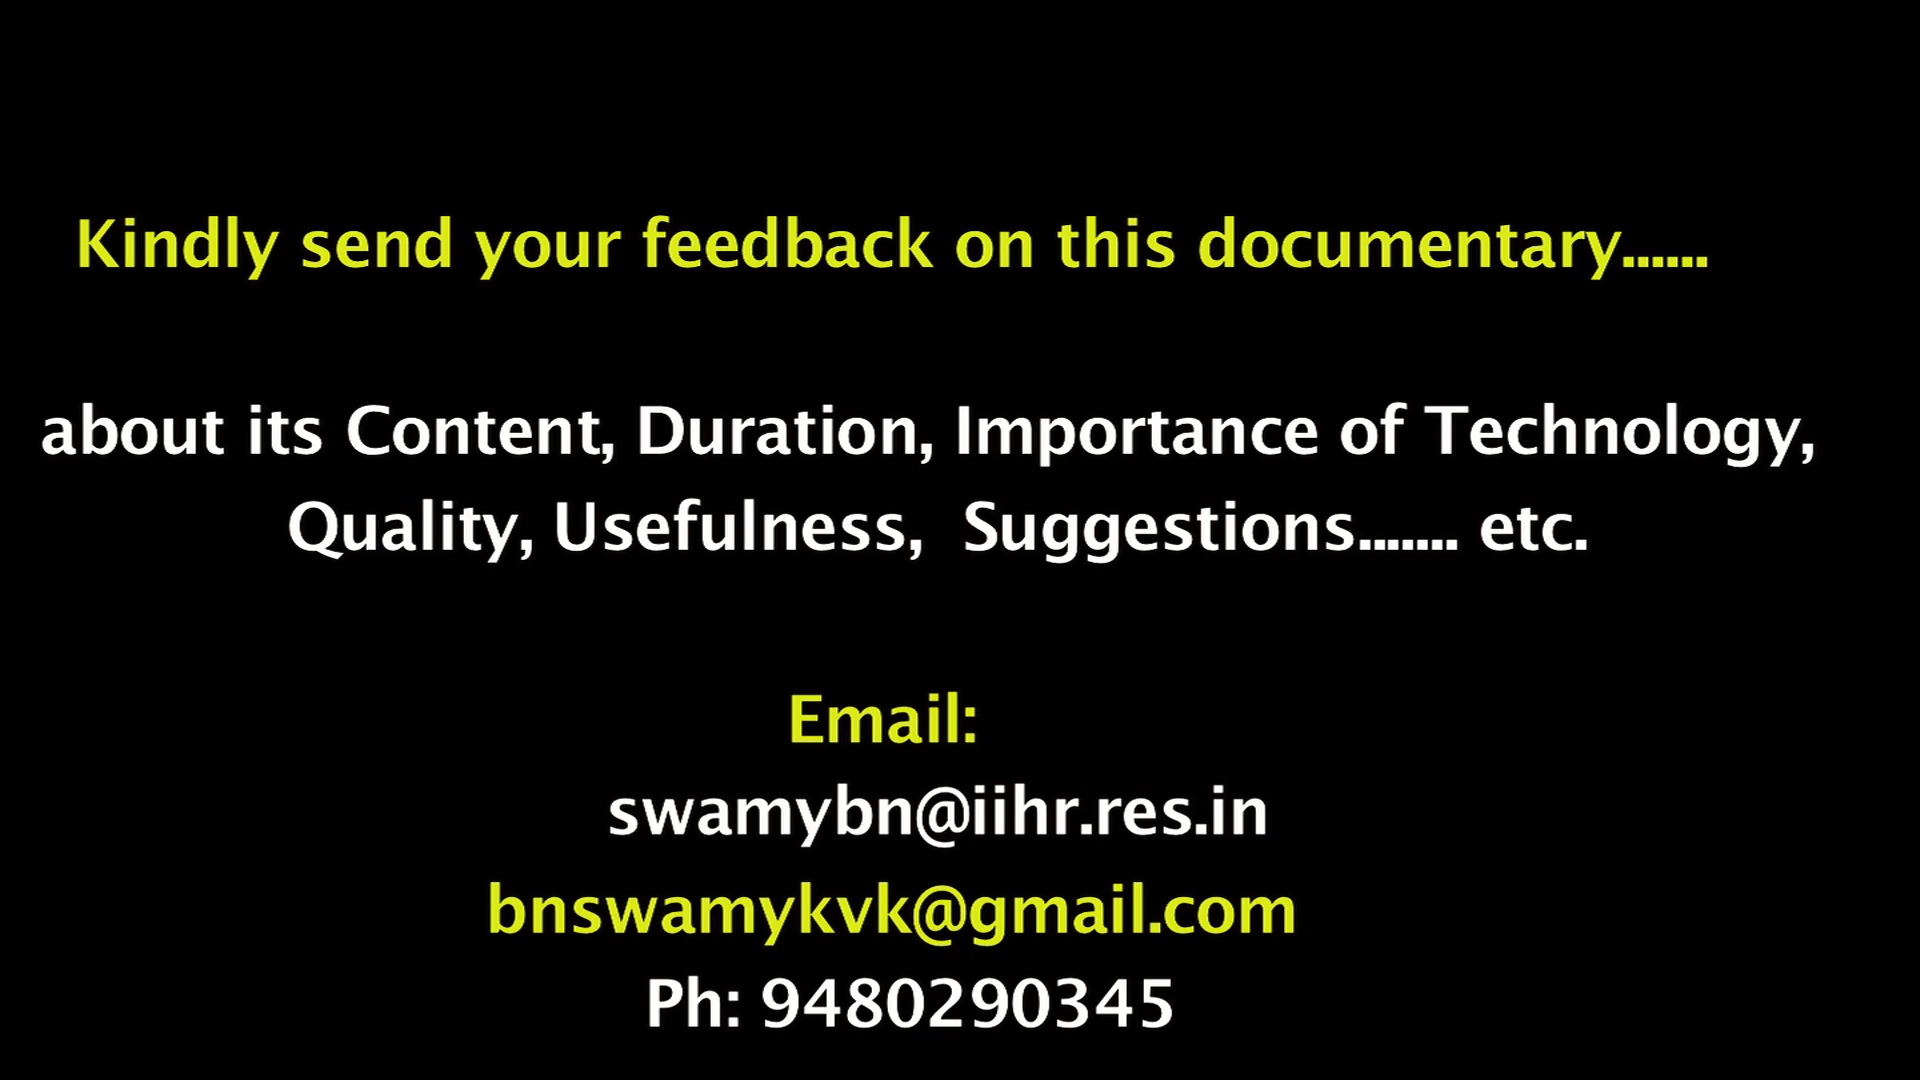 Kindly send your feedback on this documentary......
about its Content, Duration, Importance of Technology,
Quality, Usefulness, Suggestions....... etc.
Email:
swamybn@iihr.res.in
bnswamykvk@gmail.com
Ph: 9480290345